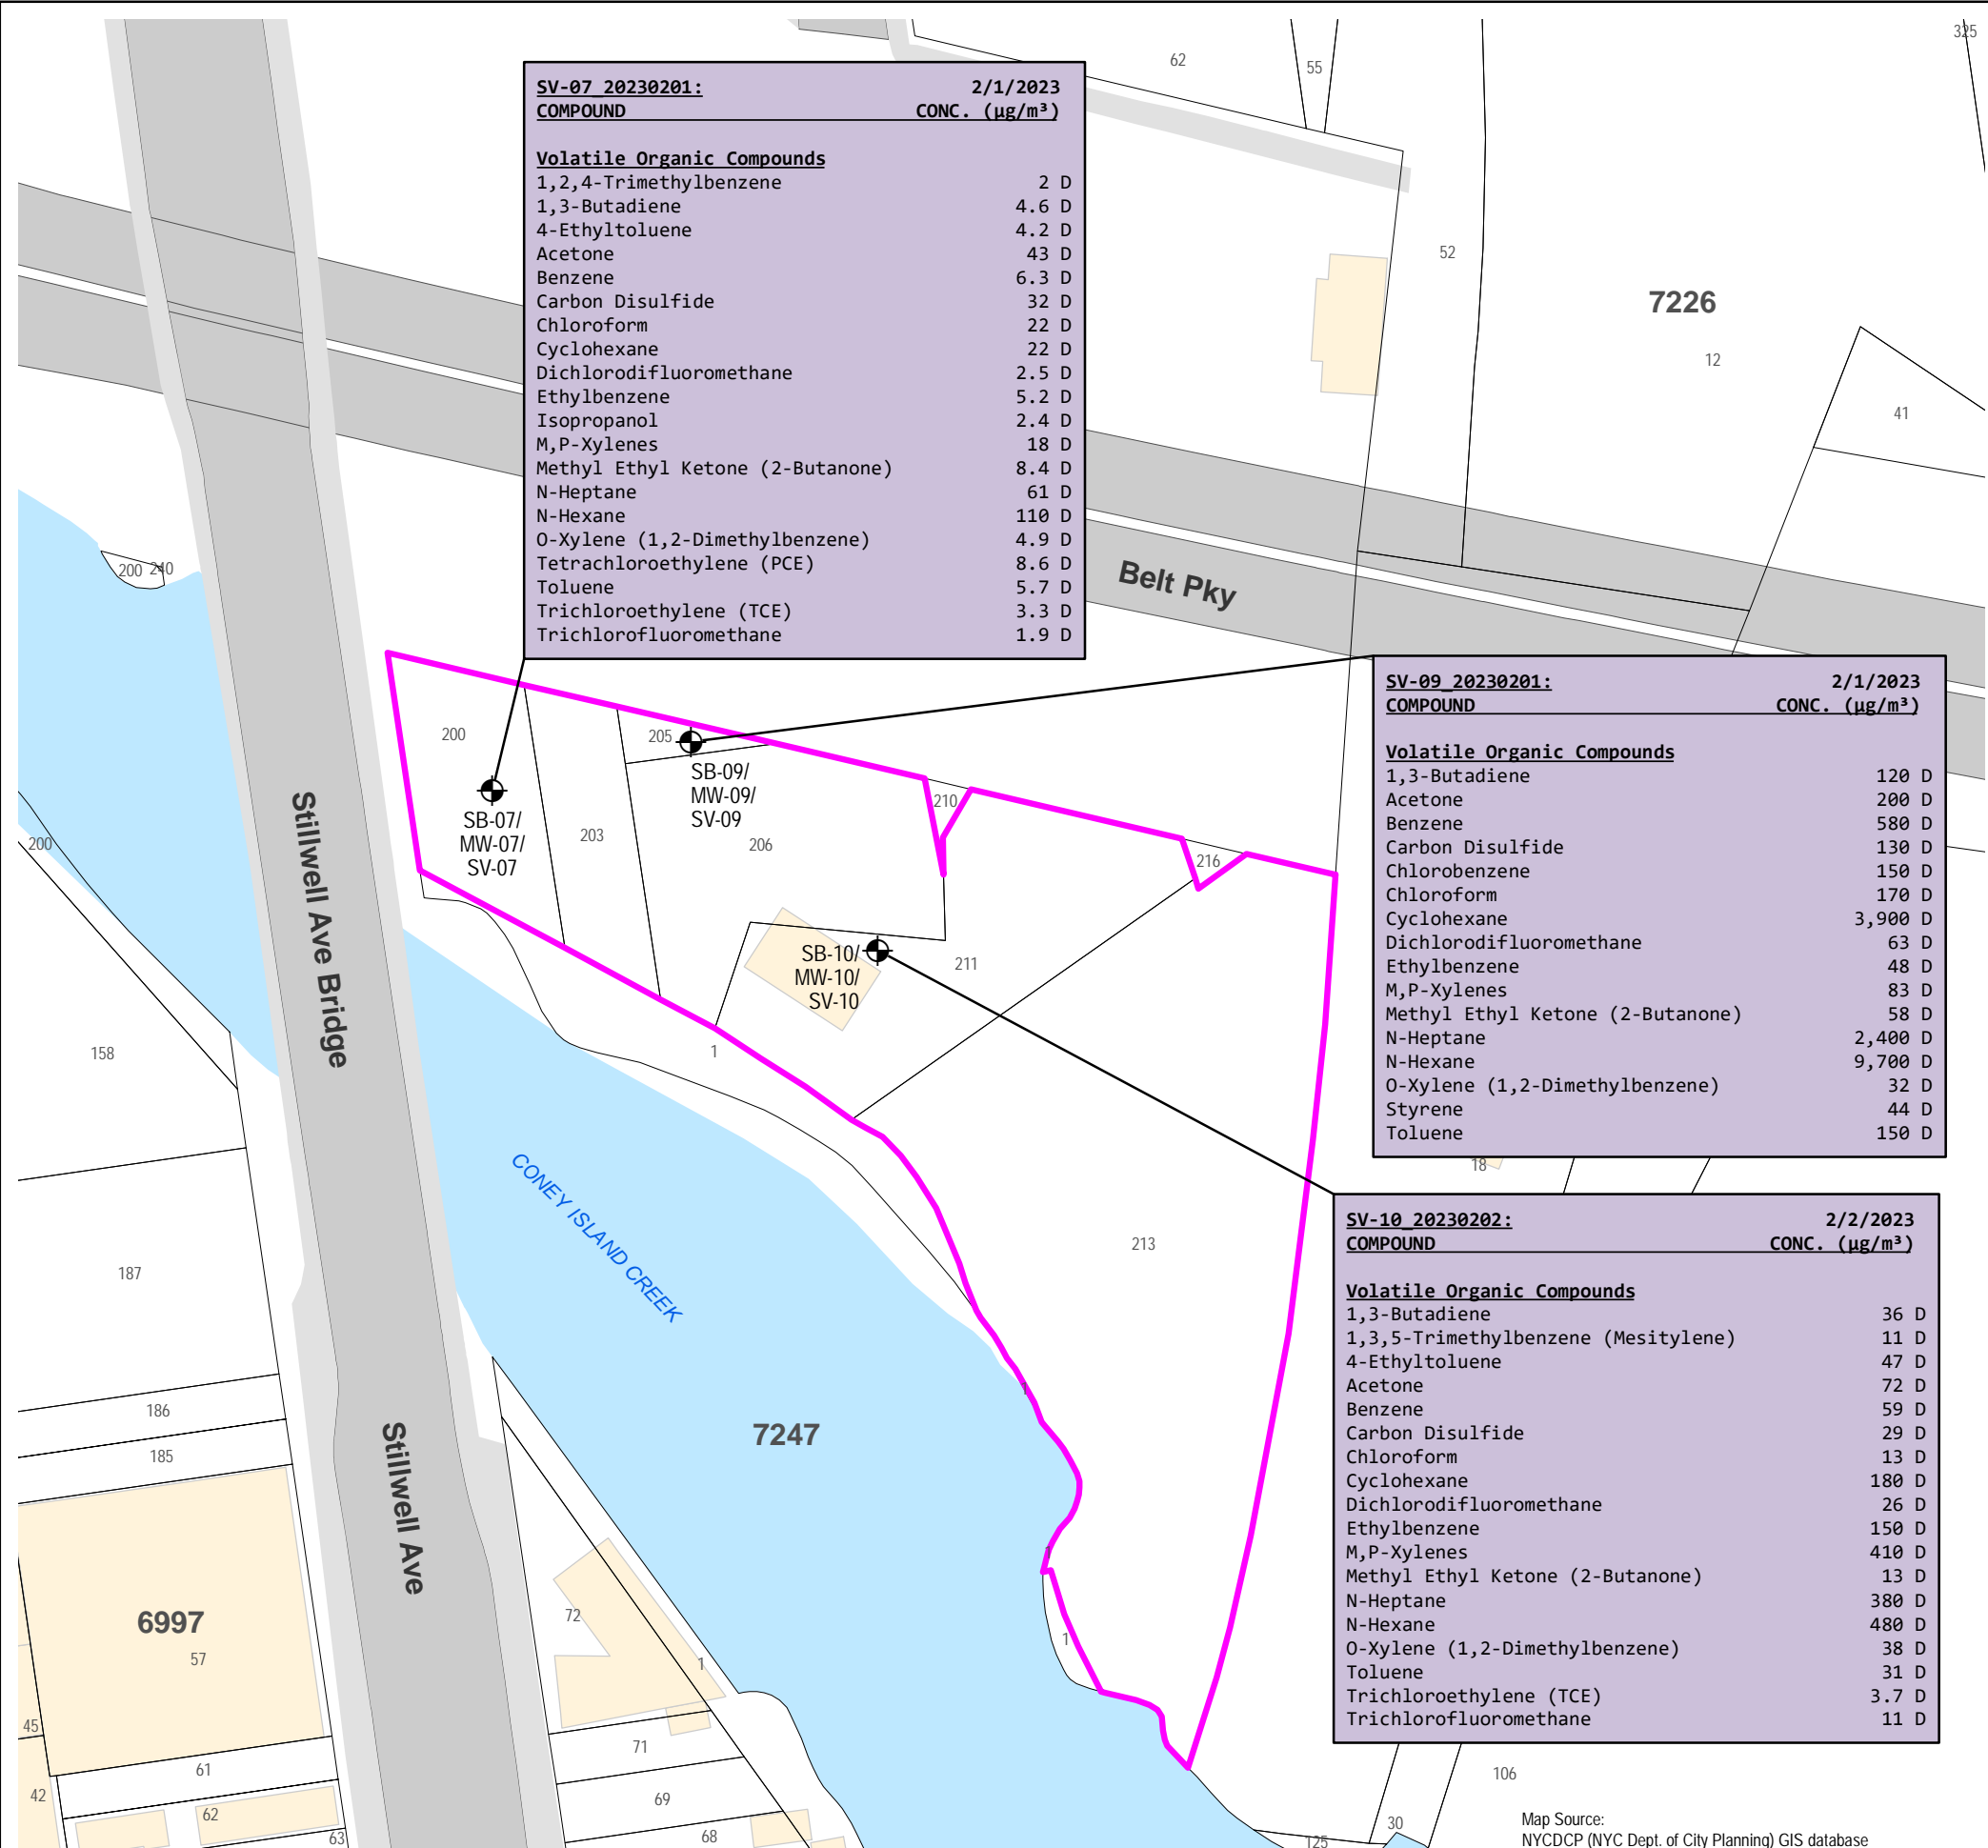 62
55
325
SV-07_20230201: 2/1/2023
COMPOUND CONC. (µg/m³)
Volatile Organic Compounds
1,2,4-Trimethylbenzene 2 D
1,3-Butadiene 4.6 D
4-Ethyltoluene 4.2 D
Acetone 43 D
Benzene 6.3 D
Carbon Disulfide 32 D
Chloroform 22 D
Cyclohexane 22 D
Dichlorodifluoromethane 2.5 D
Ethylbenzene 5.2 D
Isopropanol 2.4 D
M,P-Xylenes 18 D
Methyl Ethyl Ketone (2-Butanone) 8.4 D
N-Heptane 61 D
N-Hexane 110 D
O-Xylene (1,2-Dimethylbenzene) 4.9 D
Tetrachloroethylene (PCE) 8.6 D
Toluene 5.7 D
Trichloroethylene (TCE) 3.3 D
Trichlorofluoromethane 1.9 D
52
7226
12
41
200 240
Belt Pky
SV-09_20230201: 2/1/2023
COMPOUND CONC. (µg/m³)
Volatile Organic Compounds
1,3-Butadiene 120 D
Acetone 200 D
Benzene 580 D
Carbon Disulfide 130 D
Chlorobenzene 150 D
Chloroform 170 D
Cyclohexane 3,900 D
Dichlorodifluoromethane 63 D
Ethylbenzene 48 D
M,P-Xylenes 83 D
Methyl Ethyl Ketone (2-Butanone) 58 D
N-Heptane 2,400 D
N-Hexane 9,700 D
O-Xylene (1,2-Dimethylbenzene) 32 D
Styrene 44 D
Toluene 150 D
200
205
SB-09/
MW-09/
SV-09
SB-07/
MW-07/
SV-07
203
206
210
216
200
Stillwell Ave Bridge
SB-10/
MW-10/
SV-10
211
1
158
18
CONEY ISLAND CREEK
213
187
SV-10_20230202: 2/2/2023
COMPOUND CONC. (µg/m³)
Volatile Organic Compounds
1,3-Butadiene 36 D
1,3,5-Trimethylbenzene (Mesitylene) 11 D
4-Ethyltoluene 47 D
Acetone 72 D
Benzene 59 D
Carbon Disulfide 29 D
Chloroform 13 D
Cyclohexane 180 D
Dichlorodifluoromethane 26 D
Ethylbenzene 150 D
M,P-Xylenes 410 D
Methyl Ethyl Ketone (2-Butanone) 13 D
N-Heptane 380 D
N-Hexane 480 D
O-Xylene (1,2-Dimethylbenzene) 38 D
Toluene 31 D
Trichloroethylene (TCE) 3.7 D
Trichlorofluoromethane 11 D
186
185
7247
Stillwell Ave
6997
57
72
1
1
45
71
61
42
69
62
63
68
106
30
125
Map Source:
NYCDCP (NYC Dept. of City Planning) GIS database